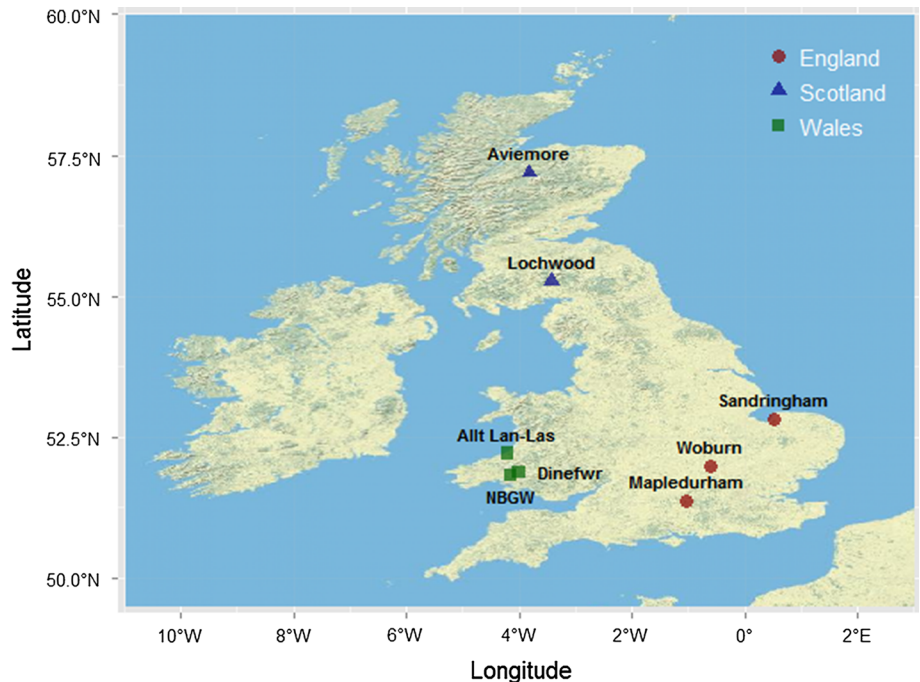 60.0°N
England
Scotland
Wales
57.5°N
Aviemore
Lochwood
55.0°N
Latitude
Sandringham
52.5°N
Allt Lan-Las
Woburn
Dinefwr
Mapledurham
NBGW
50.0°N
10°W 8°W 6°W 4°W 2°W 0° 2°E
Longitude